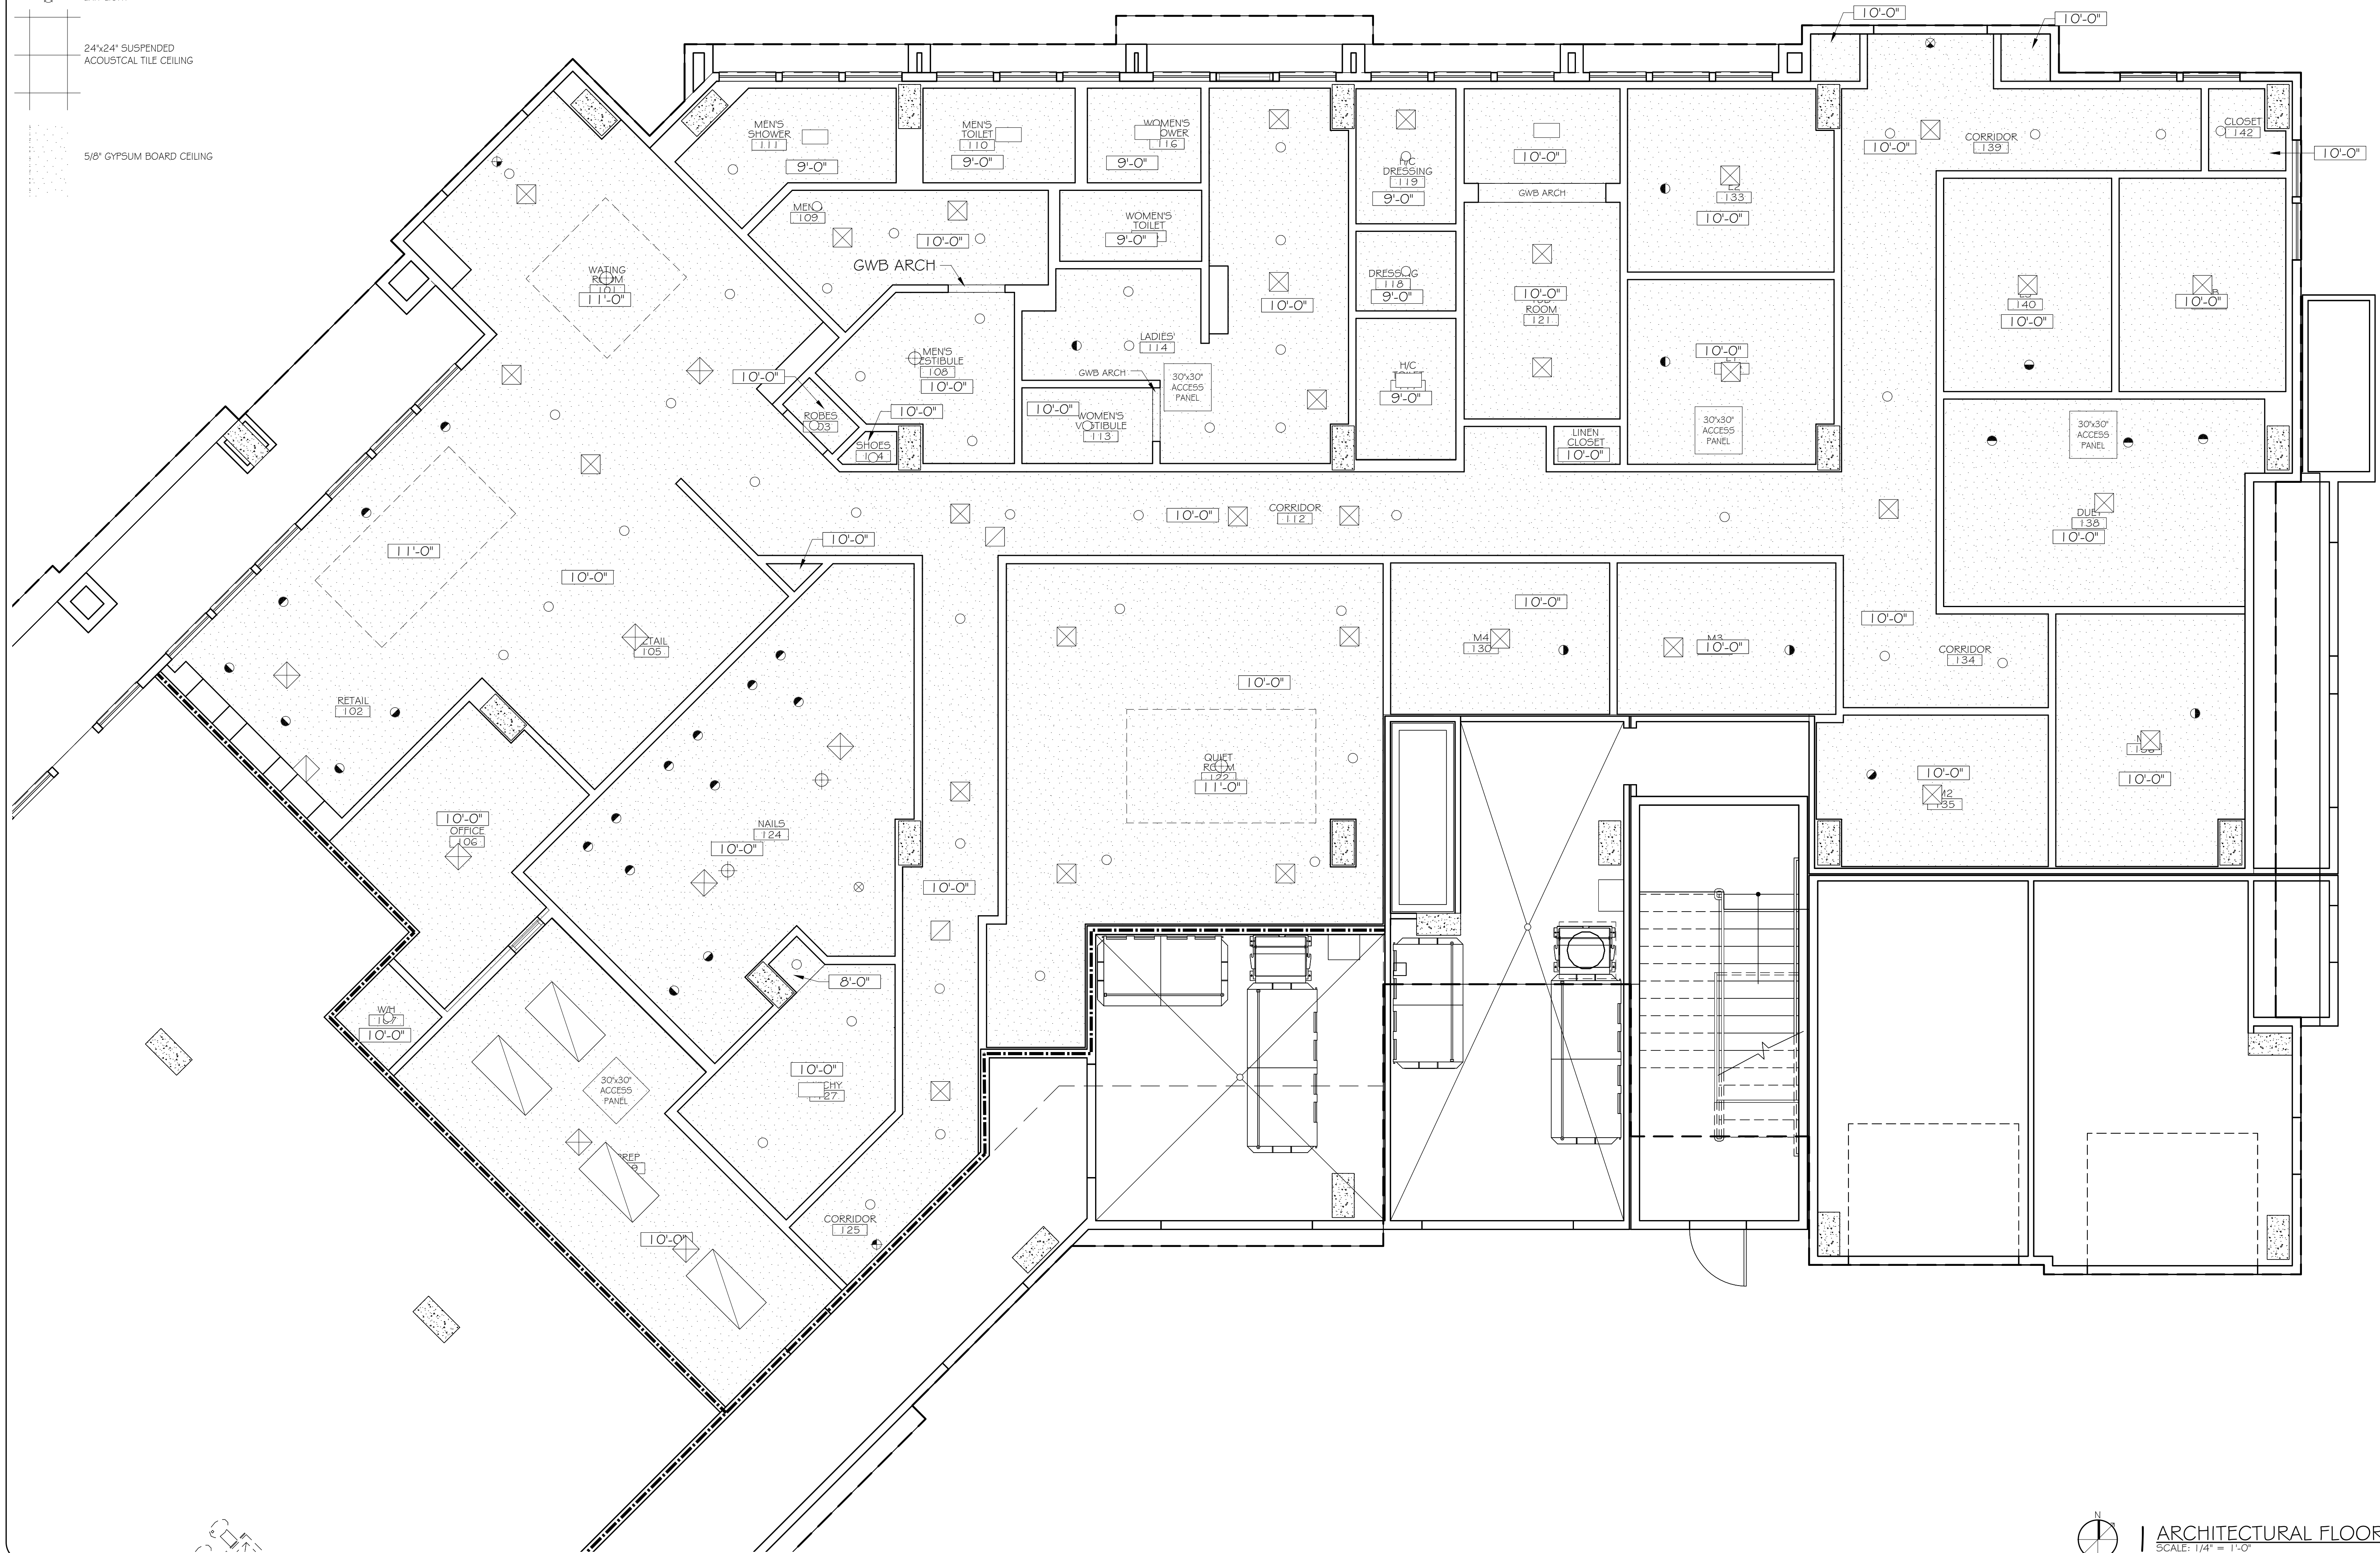 24"x24" SUSPENDED
ACOUSTCAL TILE CEILING
5/8" GYPSUM BOARD CEILING
10'-0"
10'-0"
MEN'S
SHOWER
111
9'-0"
MEN'S
TOILET
110
9'-0"
WOMEN'S
116
9'-0"
H/C
DRESSING
119
9'-0"
10'-0"
GWB ARCH
133
10'-0"
10'-0"
CORRIDOR
139
CLOSET
142
10'-0"
109
10'-0"
WOMEN'S
TOILET
9'-0"
GWB ARCH
WATING
11'-0"
10'-0"
118
9'-0"
10'-0"
ROOM
121
140
10'-0"
10'-0"
MEN'S
108
10'-0"
LADIES'
114
GWB ARCH
30"x30"
ACCESS
PANEL
H/C
9'-0"
10'-0"
30"x30"
ACCESS
PANEL
10'-0"
ROBES
10'-0"
SHOES
10'-0"
WOMEN'S
113
LINEN
CLOSET
10'-0"
30"x30"
ACCESS
PANEL
138
10'-0"
11'-0"
10'-0"
10'-0"
10'-0"
CORRIDOR
112
105
RETAIL
102
10'-0"
QUIET
11'-0"
10'-0"
M4
130
10'-0"
10'-0"
CORRIDOR
134
10'-0"
10'-0"
10'-0"
OFFICE
106
NAILS
124
10'-0"
10'-0"
8'-0"
W/H
10'-0"
30"x30"
ACCESS
PANEL
10'-0"
10'-0"
CORRIDOR
125
N
1
ARCHITECTURAL FLOOR
SCALE: 1/4" = 1'-0"